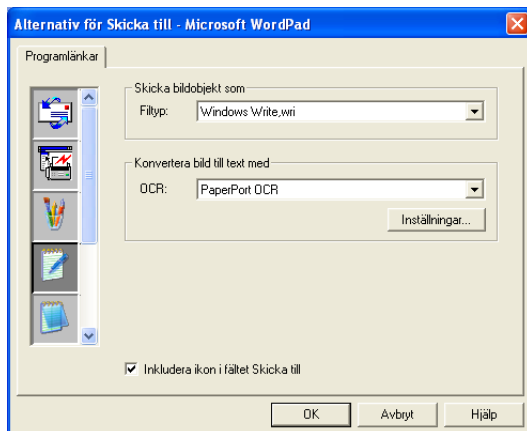 Alternativ för Skicka till - Microsoft WordPad
Programlänkar
Skicka bildobjekt som
Filtyp: Windows Write,wri
Konvertera bild till text med
OCR: PaperPort OCR
Inställningar...
Inkludera ikon i fältet Skicka till
OK Avbryt Hjälp